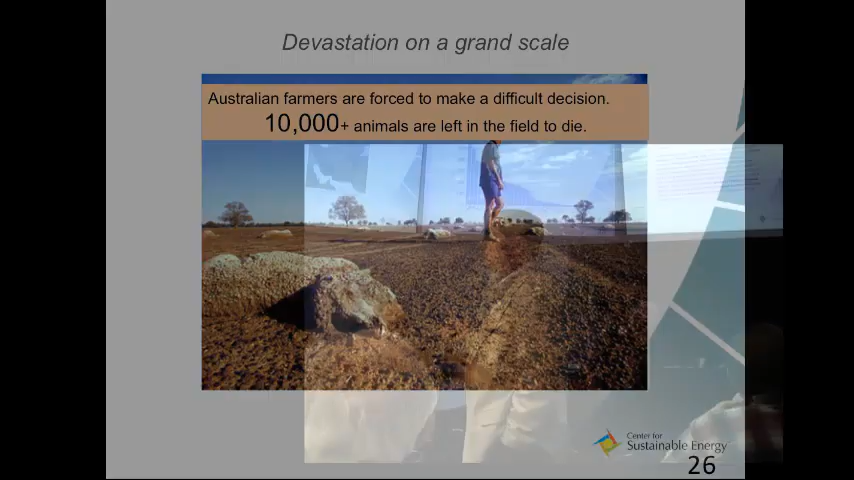 Devastation on a grand scale
Australian farmers are forced to make a difficult decision.
10,000+ animals are left in the field to die.
Center for
Sustainable Energy
26